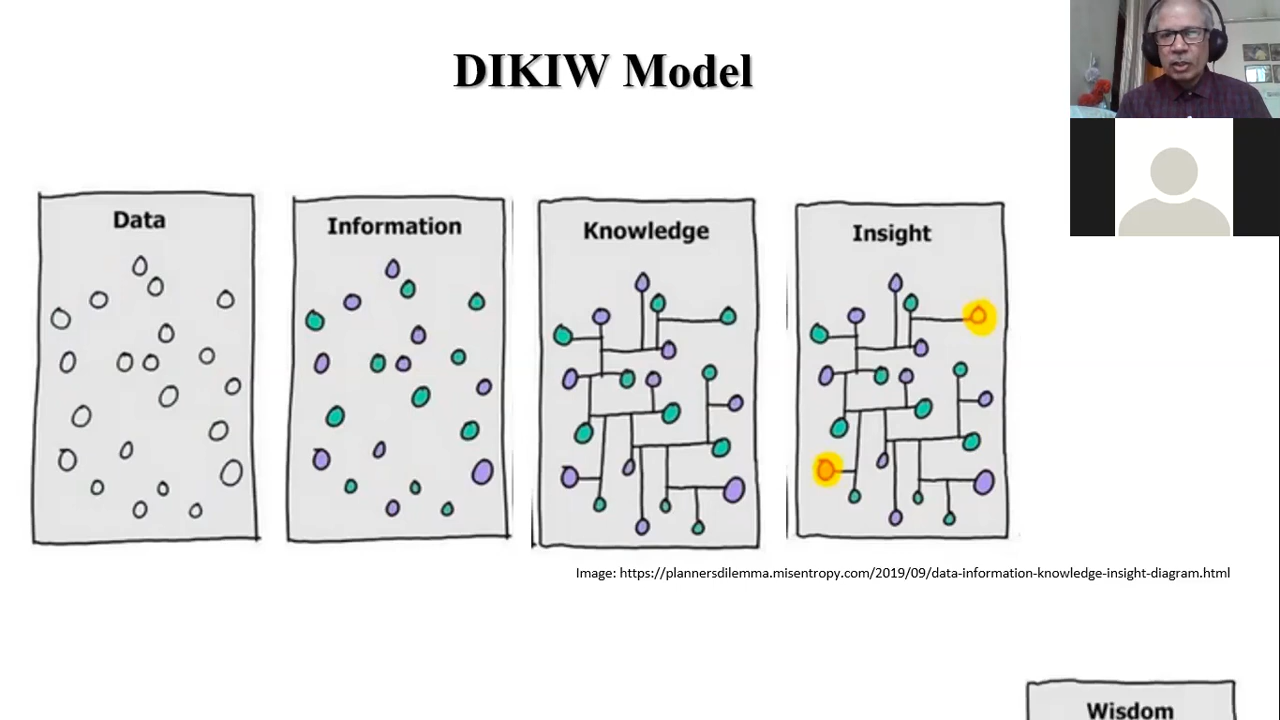 DIKIW Model
Data
Information
Knowledge
Insight
Image: https://plannersdilemma.misentropy.com/2019/09/data-information-knowledge-insight-diagram.html
Wisdom